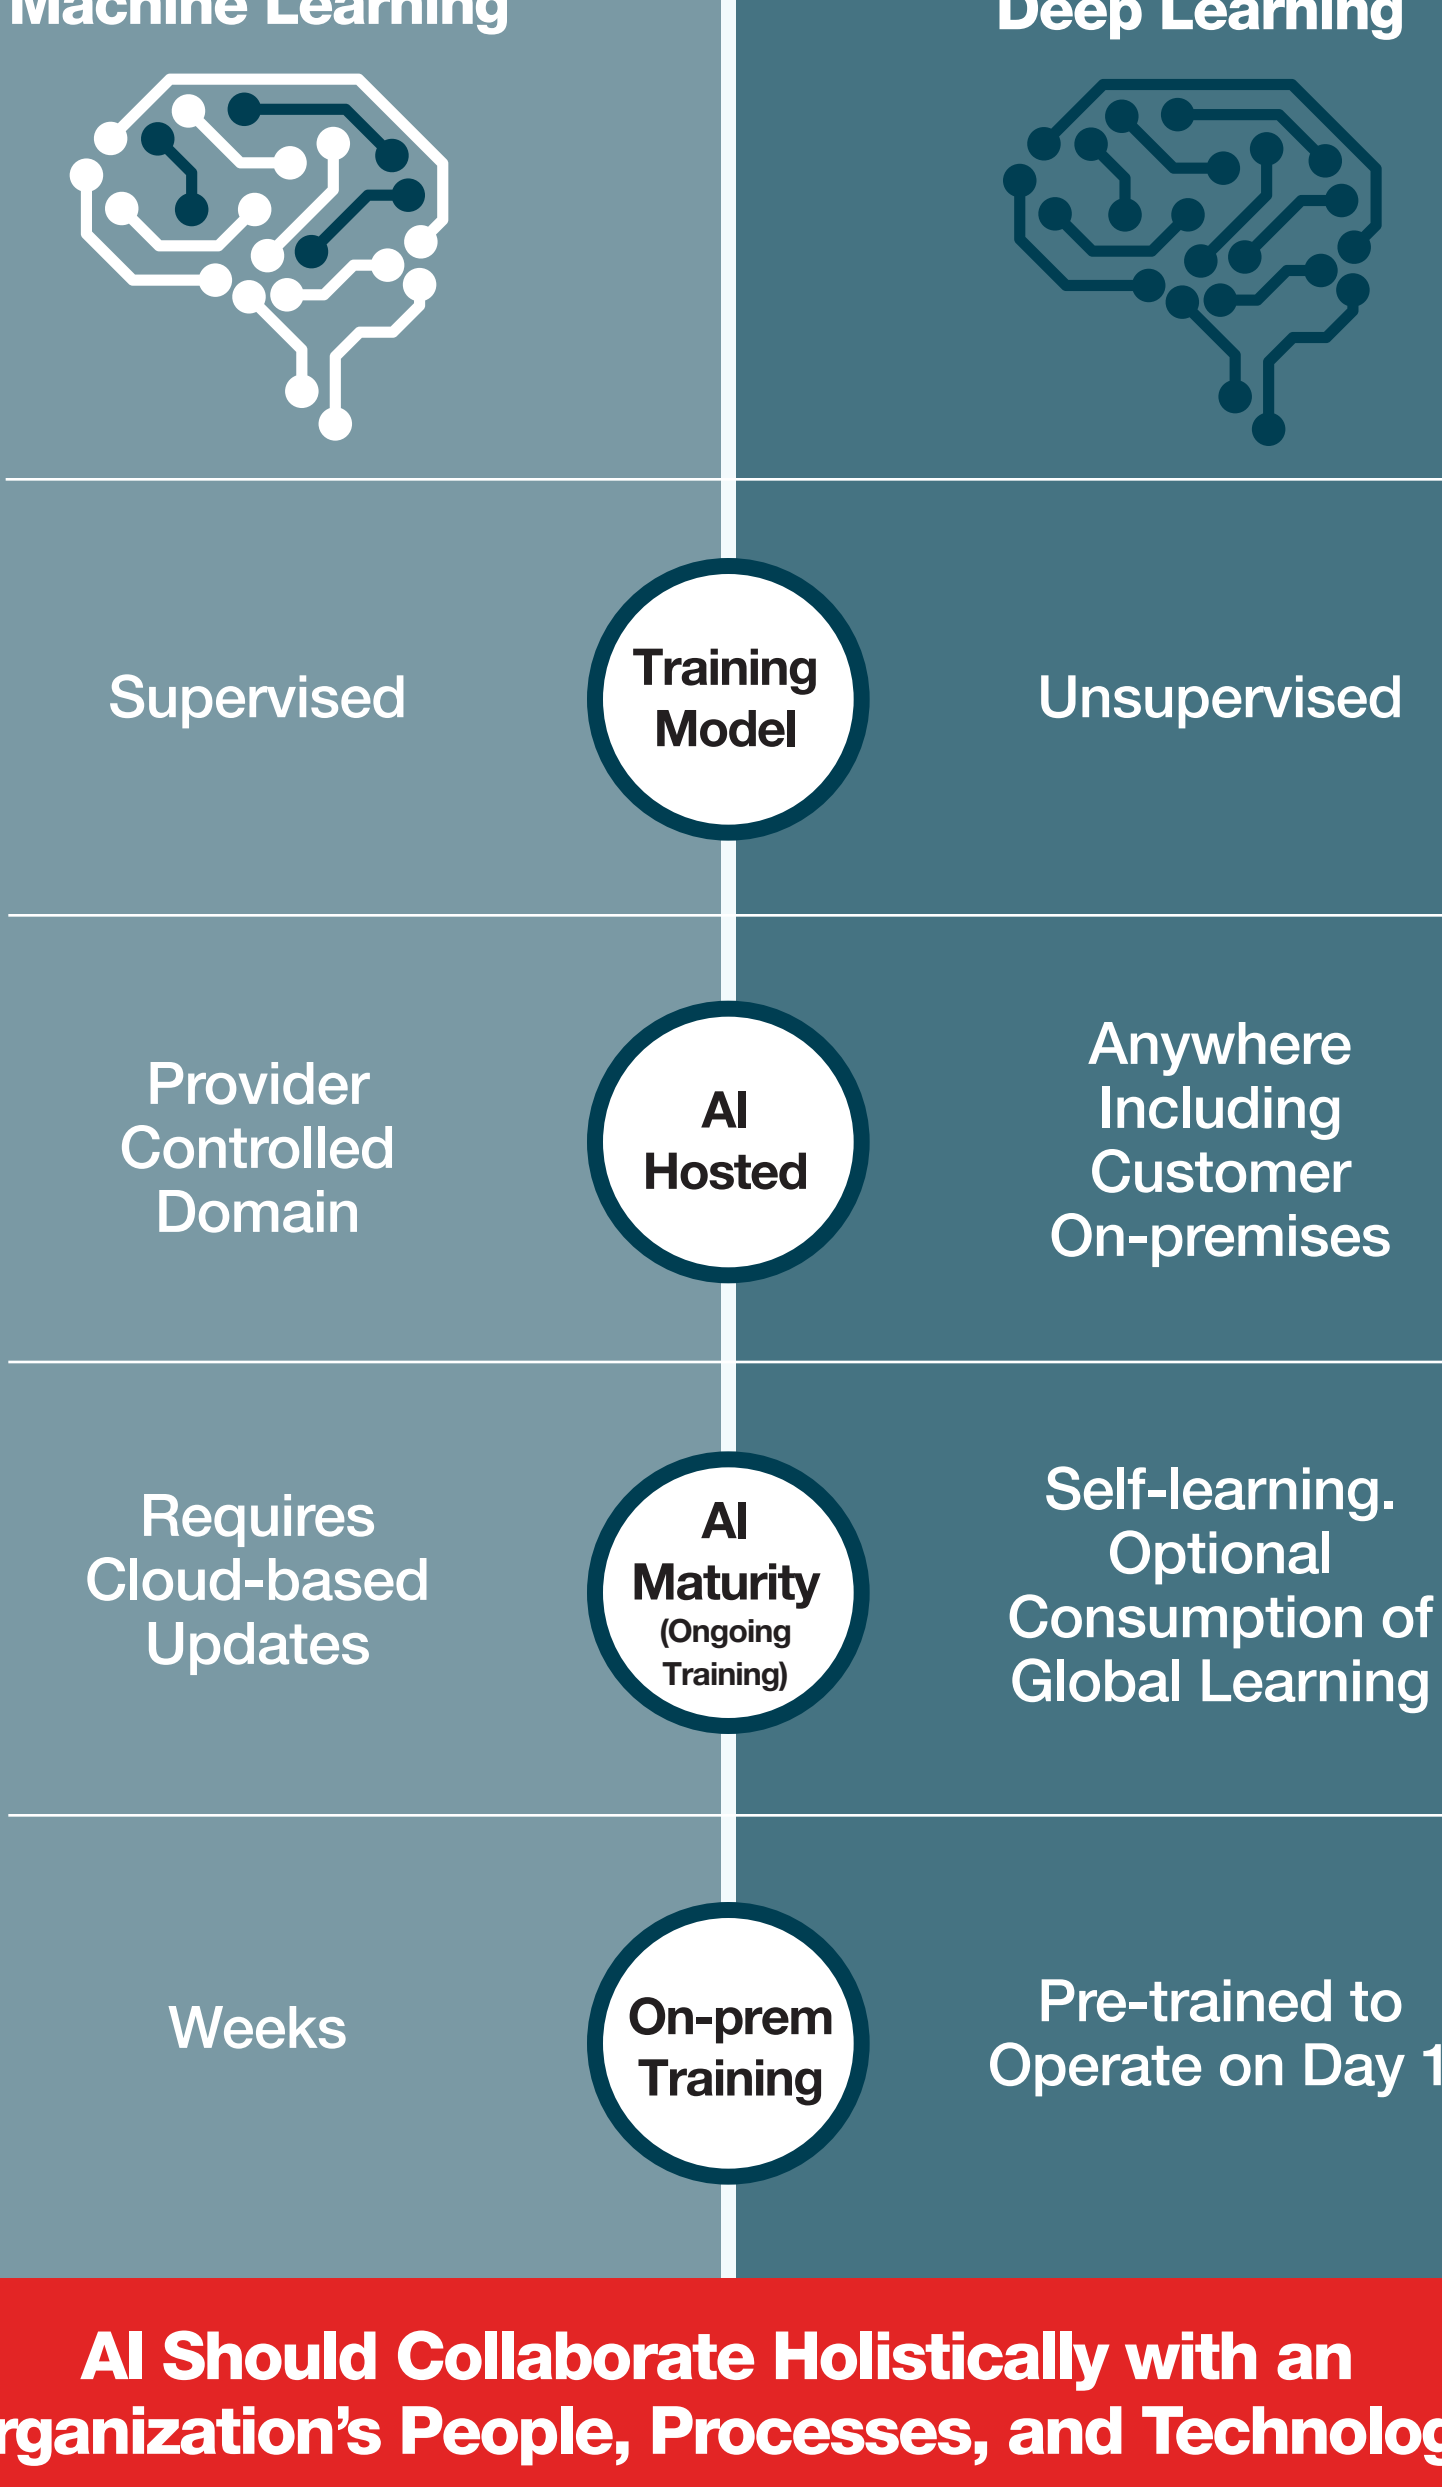 Machine Learning
Deep Learning
Supervised
Training
Model
Unsupervised
Provider
Controlled
Domain
AI
Hosted
Anywhere
Including
Customer
On-premises
Requires
Cloud-based
Updates
AI
Maturity
(Ongoing
Training)
Self-learning.
Optional
Consumption of
Global Learning
Weeks
On-prem
Training
Pre-trained to
Operate on Day 1
AI Should Collaborate Holistically with an
rganization's People, Processes, and Technolog